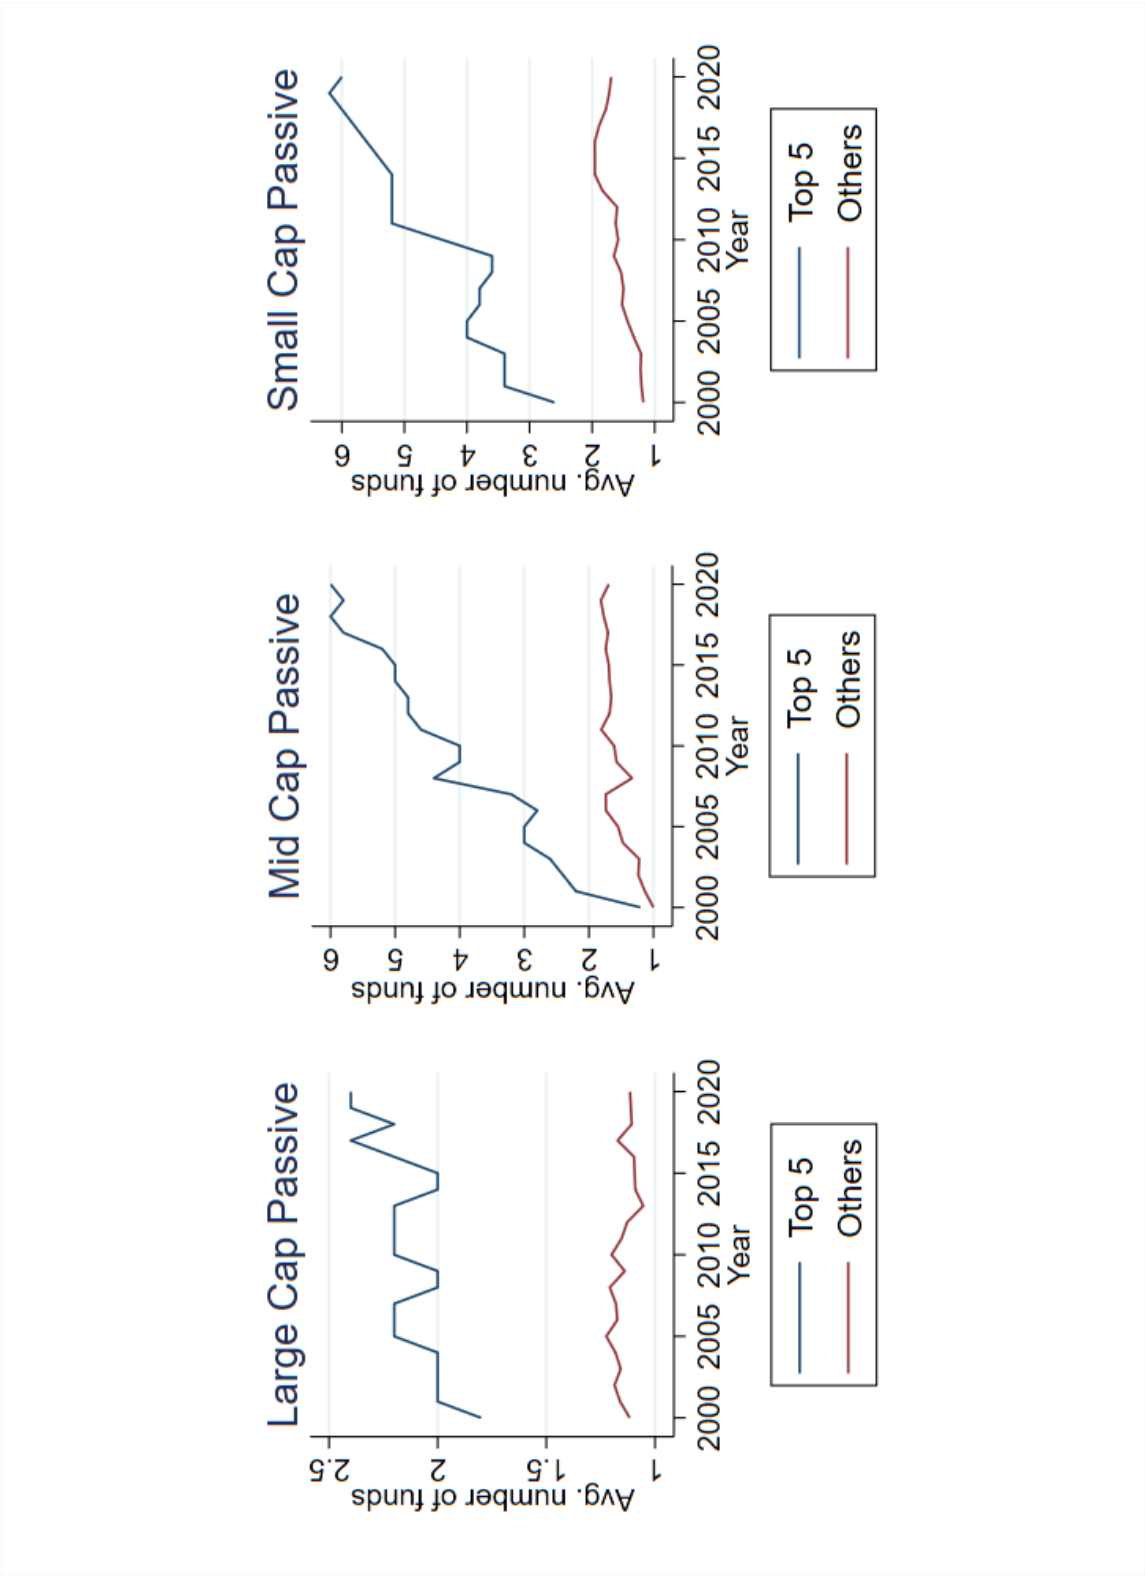 Large Cap Passive
Avg. number of funds
2.5
2
1.5
1
2000 2005 2010 2015 2020
Year
Top 5
Others
Mid Cap Passive
Avg. number of funds
6
5
4
3
2
1
2000 2005 2010 2015 2020
Year
Top 5
Others
Small Cap Passive
Avg. number of funds
6
5
4
3
2
1
2000 2005 2010 2015 2020
Year
Top 5
Others